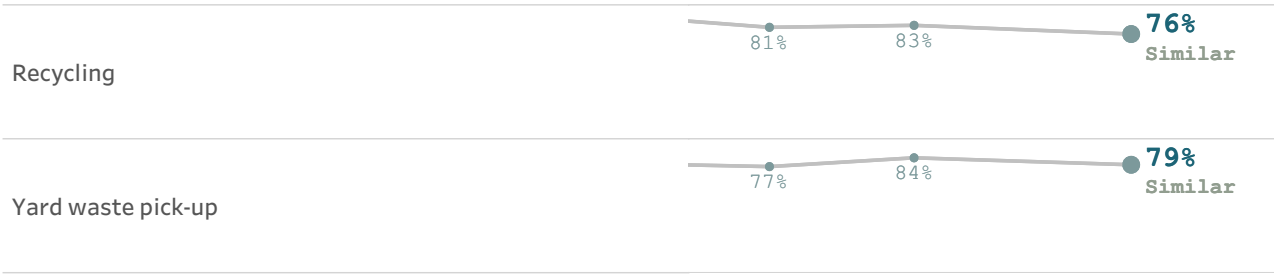 76%
81%
83%
Similar
Recycling
79%
77%
84%
Similar
Yard waste pick-up